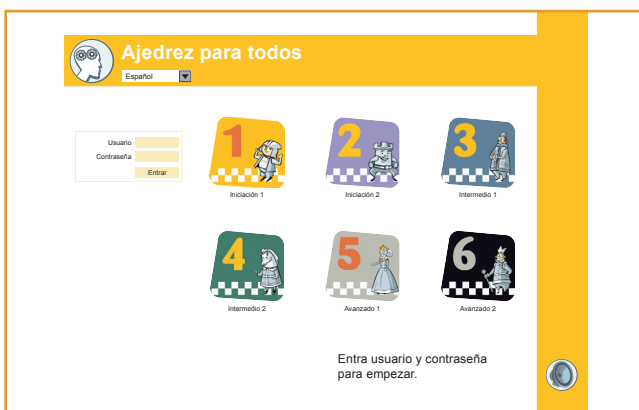 Ajedrez para todos
Español
Usuario
Contraseña
Entrar
1
2
3
Iniciación 1
Iniciación 2
Intermedio 1
4
5
6
Intermedio 2
Avanzado 1
Avanzado 2
Entra usuario y contraseña
para empezar.